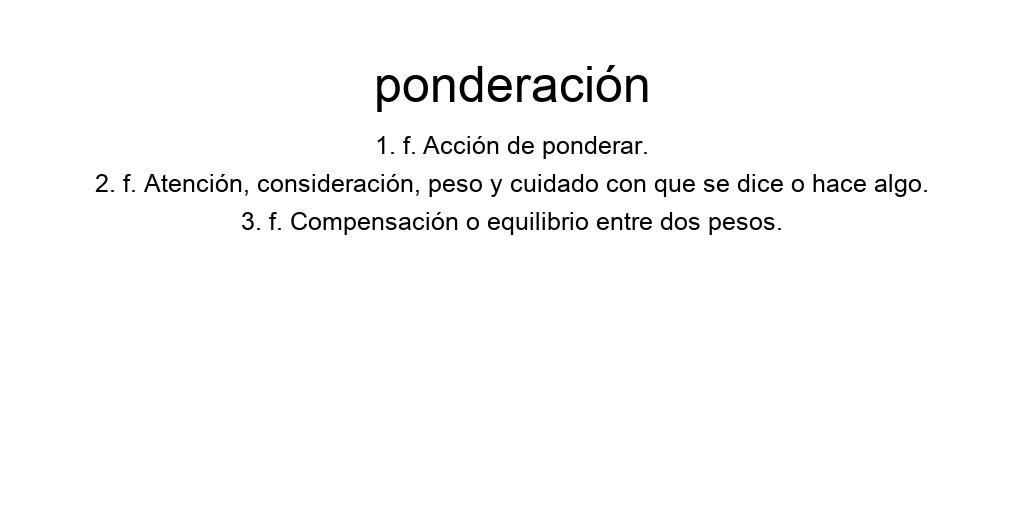 ponderación
1. f. Acción de ponderar.
2. f. Atención, consideración, peso y cuidado con que se dice o hace algo.
3. f. Compensación o equilibrio entre dos pesos.